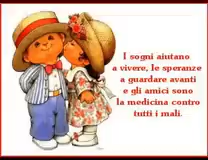 I sogni aiutano
a vivere, le speranze
a guardare avanti
e gli amici sono
la medicina contro
tutti i mali.